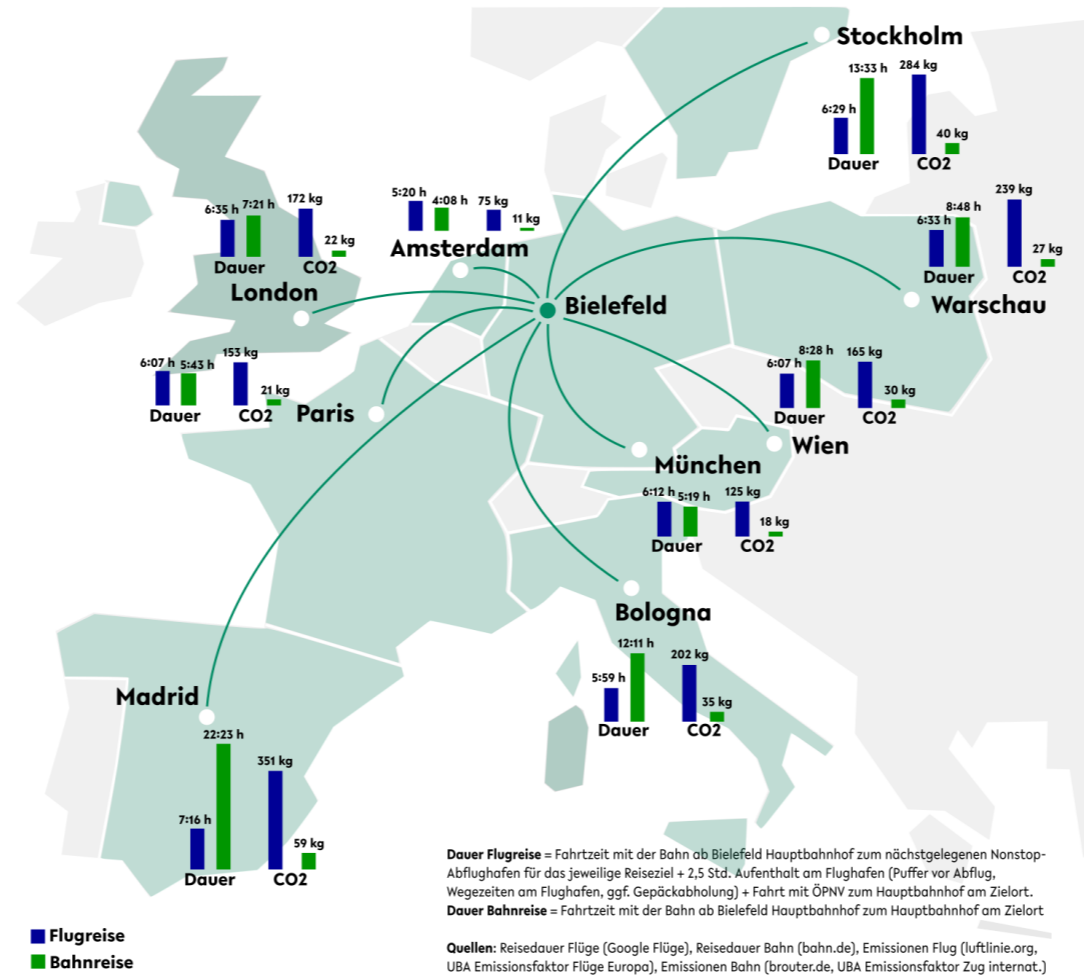 Stockholm
13:33 h 284 kg
6:29 h 40 kg
Dauer CO2
239 kg
6:33 h 8:48 h 27 kg
Dauer CO2
Warschau
6:35 h 7:21 h 172 kg
22 kg
Dauer CO2
London
5:20 h 4:08 h 75 kg 11 kg
Amsterdam
Bielefeld
6:07 h 5:43 h 153 kg
21 kg
Dauer CO2 Paris
8:28 h 165 kg
6:07 h 30 kg
Dauer CO2
Wien
München
6:12 h 5:19 h 125 kg
18 kg
Dauer CO2
Bologna
12:11 h 202 kg
5:59 h 35 kg
Dauer CO2
Madrid
22:23 h
351 kg
7:16 h 59 kg
Dauer CO2
Dauer Flugreise = Fahrtzeit mit der Bahn ab Bielefeld Hauptbahnhof zum nächstgelegenen Nonstop-
Abflughafen für das jeweilige Reiseziel + 2,5 Std. Aufenthalt am Flughafen (Puffer vor Abflug,
Wegezeiten am Flughafen, ggf. Gepäckabholung) + Fahrt mit ÖPNV zum Hauptbahnhof am Zielort.
Dauer Bahnreise = Fahrtzeit mit der Bahn ab Bielefeld Hauptbahnhof zum Hauptbahnhof am Zielort
Quellen: Reisedauer Flüge (Google Flüge), Reisedauer Bahn (bahn.de), Emissionen Flug (luftlinie.org,
UBA Emissionsfaktor Flüge Europa), Emissionen Bahn (brouter.de, UBA Emissionsfaktor Zug internat.)
Flugreise
Bahnreise